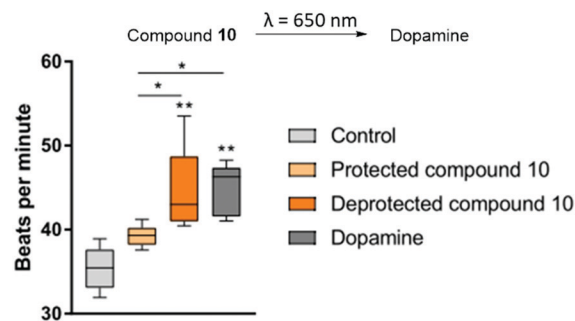 λ = 650 nm
Compound 10 Dopamine
60
*
*
**
50
**
40
30
Beats per minute
Control
Protected compound 10
Deprotected compound 10
Dopamine